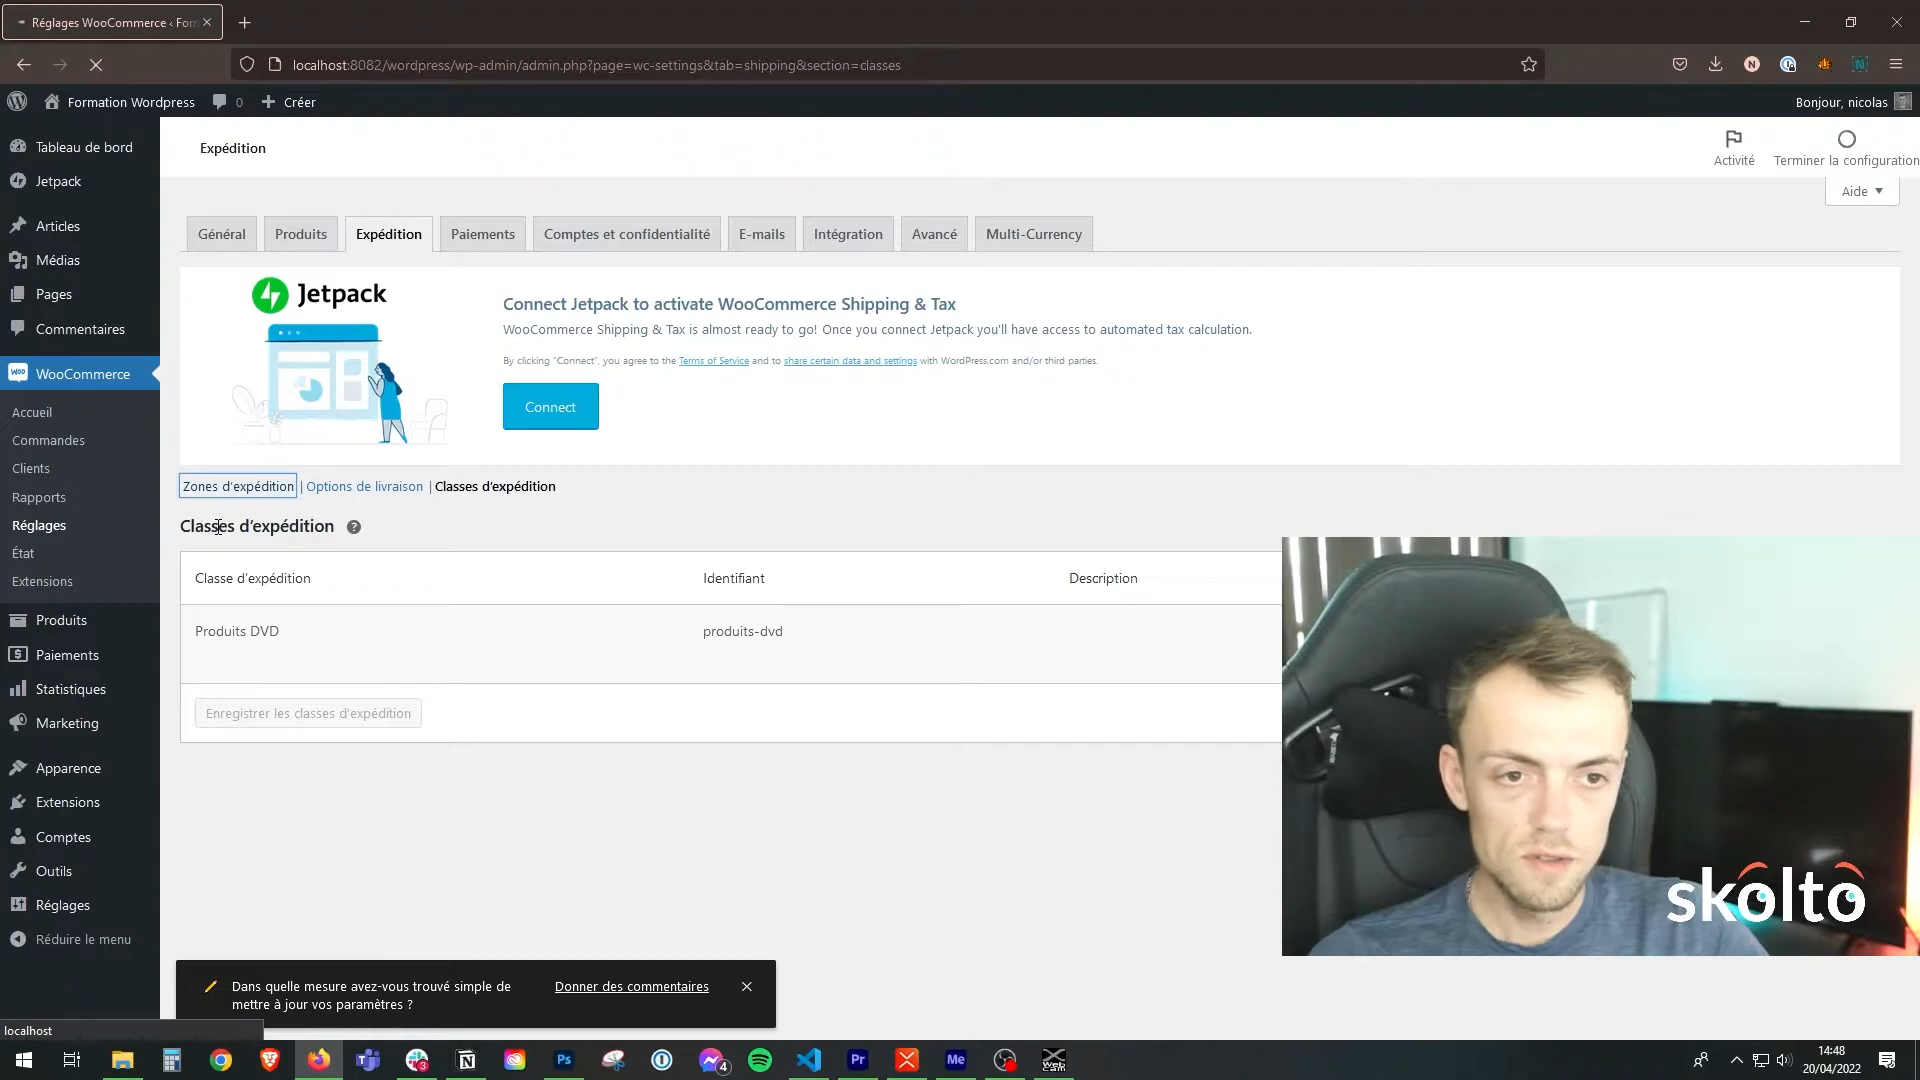 Réglages WooCommerce ‹ Form
localhost:8082/wordpress/wp-admin/admin.php?page=wc-settings&tab=shipping&section=classes
Formation Wordpress
0
Créer
Bonjour, nicolas
Tableau de bord
Jetpack
Articles
Médias
Pages
Commentaires
WooCommerce
Accueil
Commandes
Clients
Rapports
Réglages
État
Extensions
Produits
Paiements
Statistiques
Marketing
Apparence
Extensions
Comptes
Outils
Réglages
Réduire le menu
Expédition
Activité
Terminer la configuration
Aide
Général
Produits
Expédition
Paiements
Comptes et confidentialité
E-mails
Intégration
Avancé
Multi-Currency
Jetpack
Connect Jetpack to activate WooCommerce Shipping & Tax
WooCommerce Shipping & Tax is almost ready to go! Once you connect Jetpack you'll have access to automated tax calculation.
By clicking "Connect", you agree to the Terms of Service and to share certain data and settings with WordPress.com and/or third parties.
Connect
Zones d'expédition | Options de livraison | Classes d'expédition
Classes d'expédition ?
Classe d'expédition
Identifiant
Description
Produits DVD
produits-dvd
Enregistrer les classes d'expédition
skolto
Dans quelle mesure avez-vous trouvé simple de
mettre à jour vos paramètres ?
Donner des commentaires
localhost
Ps
Pr
Me
3
4
14:48
20/04/2022